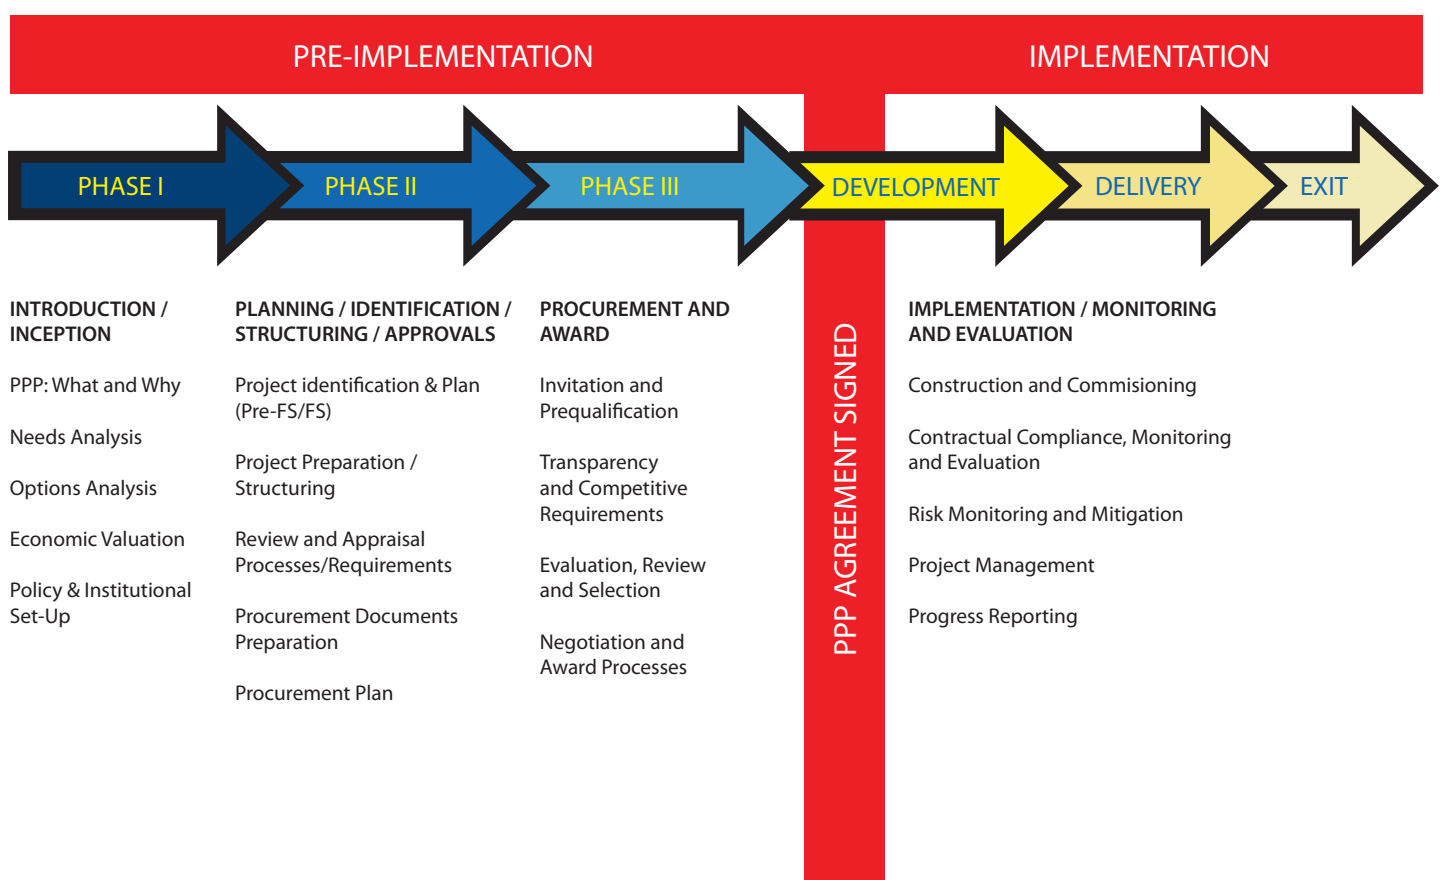 PRE-IMPLEMENTATION
IMPLEMENTATION
PHASE I
PHASE II
PHASE III
DEVELOPMENT
DELIVERY
EXIT
INTRODUCTION /
INCEPTION
PPP: What and Why
Needs Analysis
Options Analysis
Economic Valuation
Policy & Institutional
Set-Up
PLANNING / IDENTIFICATION /
STRUCTURING / APPROVALS
Project identification & Plan
(Pre-FS/FS)
Project Preparation /
Structuring
Review and Appraisal
Processes/Requirements
Procurement Documents
Preparation
Procurement Plan
PROCUREMENT AND
AWARD
Invitation and
Prequalification
Transparency
and Competitive
Requirements
Evaluation, Review
and Selection
Negotiation and
Award Processes
PPP AGREEMENT SIGNED
IMPLEMENTATION / MONITORING
AND EVALUATION
Construction and Commisioning
Contractual Compliance, Monitoring
and Evaluation
Risk Monitoring and Mitigation
Project Management
Progress Reporting